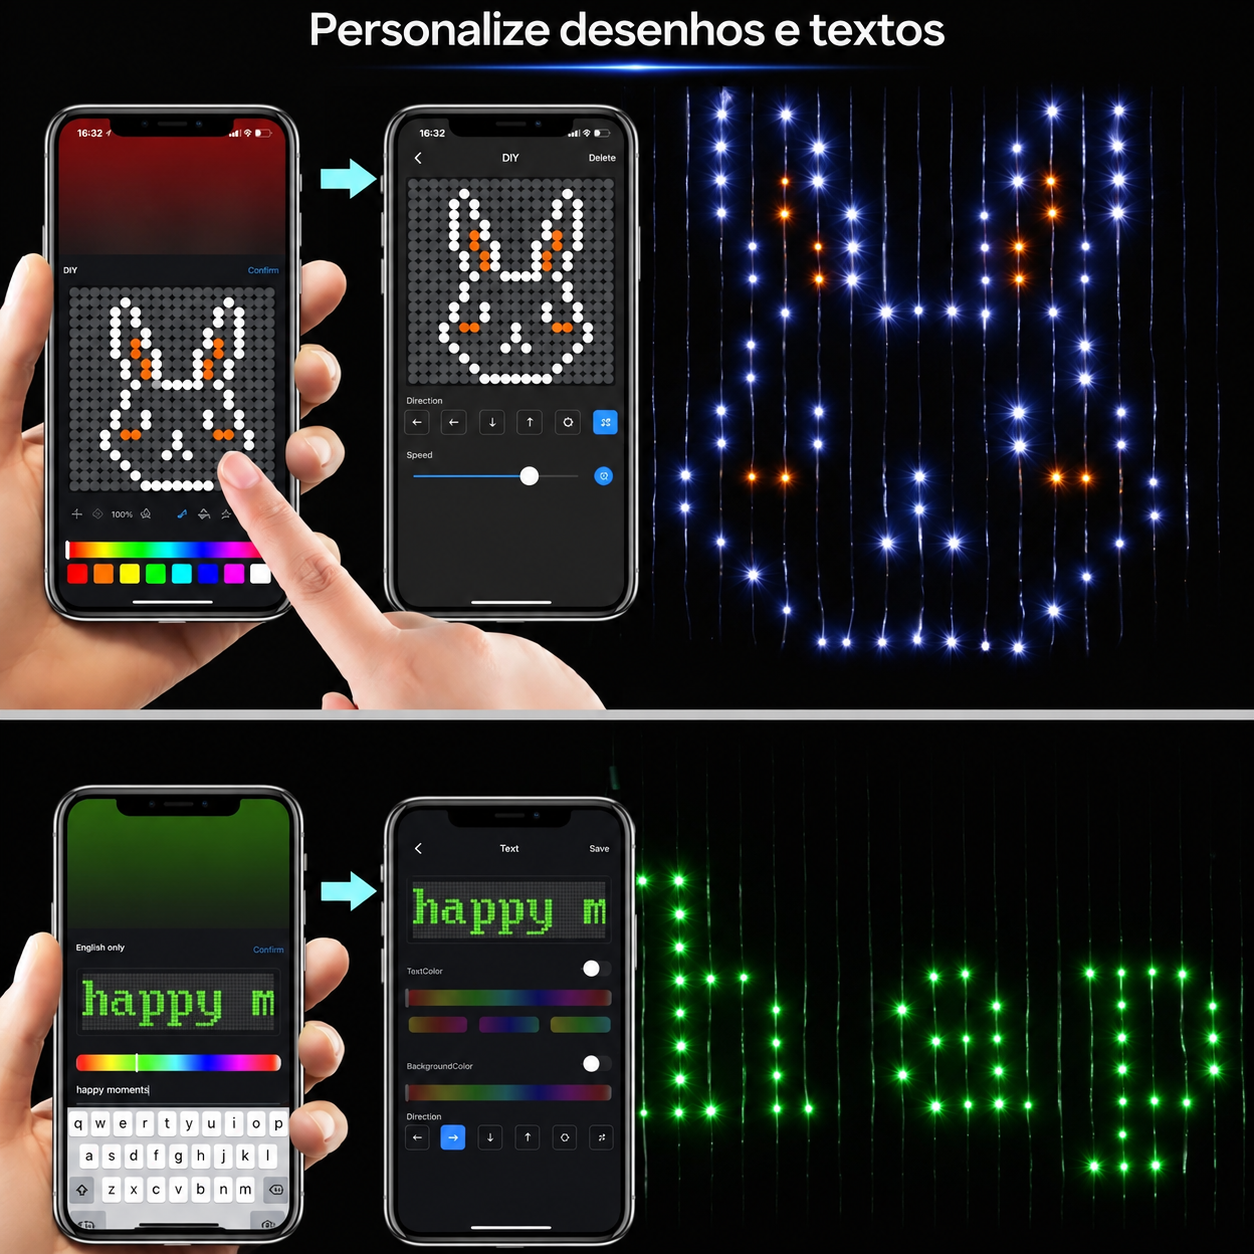 Personalize desenhos e textos
16:32
DIY
Confirm
100%
16:32
DIY
Delete
Direction
Speed
English only
Confirm
happy m
happy moments
q w e r t y u i o p
a s d f g h j k l
z x c v b n m
Text
Save
happy m
TextColor
BackgroundColor
Direction
h a p